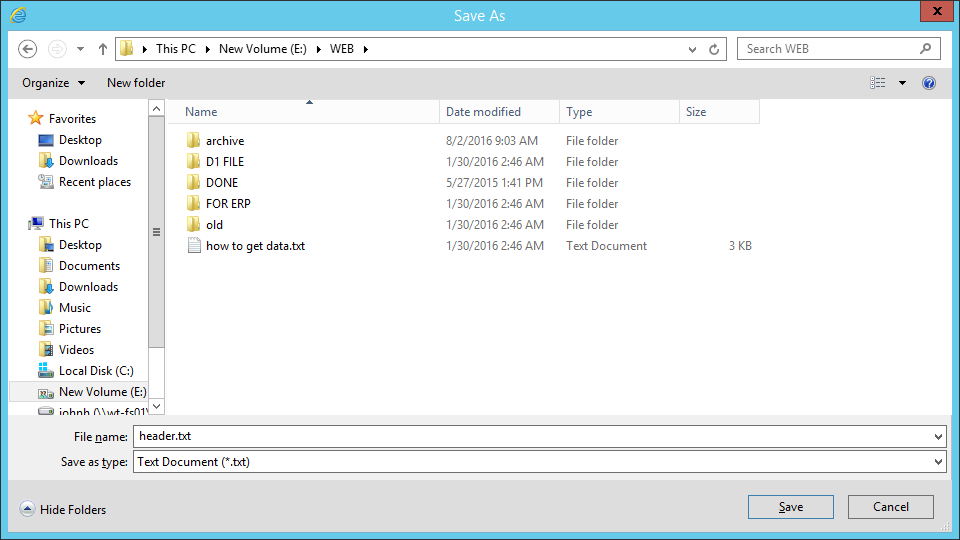 Save As
This PC New Volume (E:) WEB
Search WEB
Organize New folder
Name Date modified Type Size
Favorites
Desktop
Downloads
Recent places
This PC
Desktop
Documents
Downloads
Music
Pictures
Videos
Local Disk (C:)
New Volume (E:)
johnh (\\wt-fs01\
archive 8/2/2016 9:03 AM File folder
D1 FILE 1/30/2016 2:46 AM File folder
DONE 5/27/2015 1:41 PM File folder
FOR ERP 1/30/2016 2:46 AM File folder
old 1/30/2016 2:46 AM File folder
how to get data.txt 1/30/2016 2:46 AM Text Document 3 KB
File name: header.txt
Save as type: Text Document (*.txt)
Hide Folders
Save Cancel